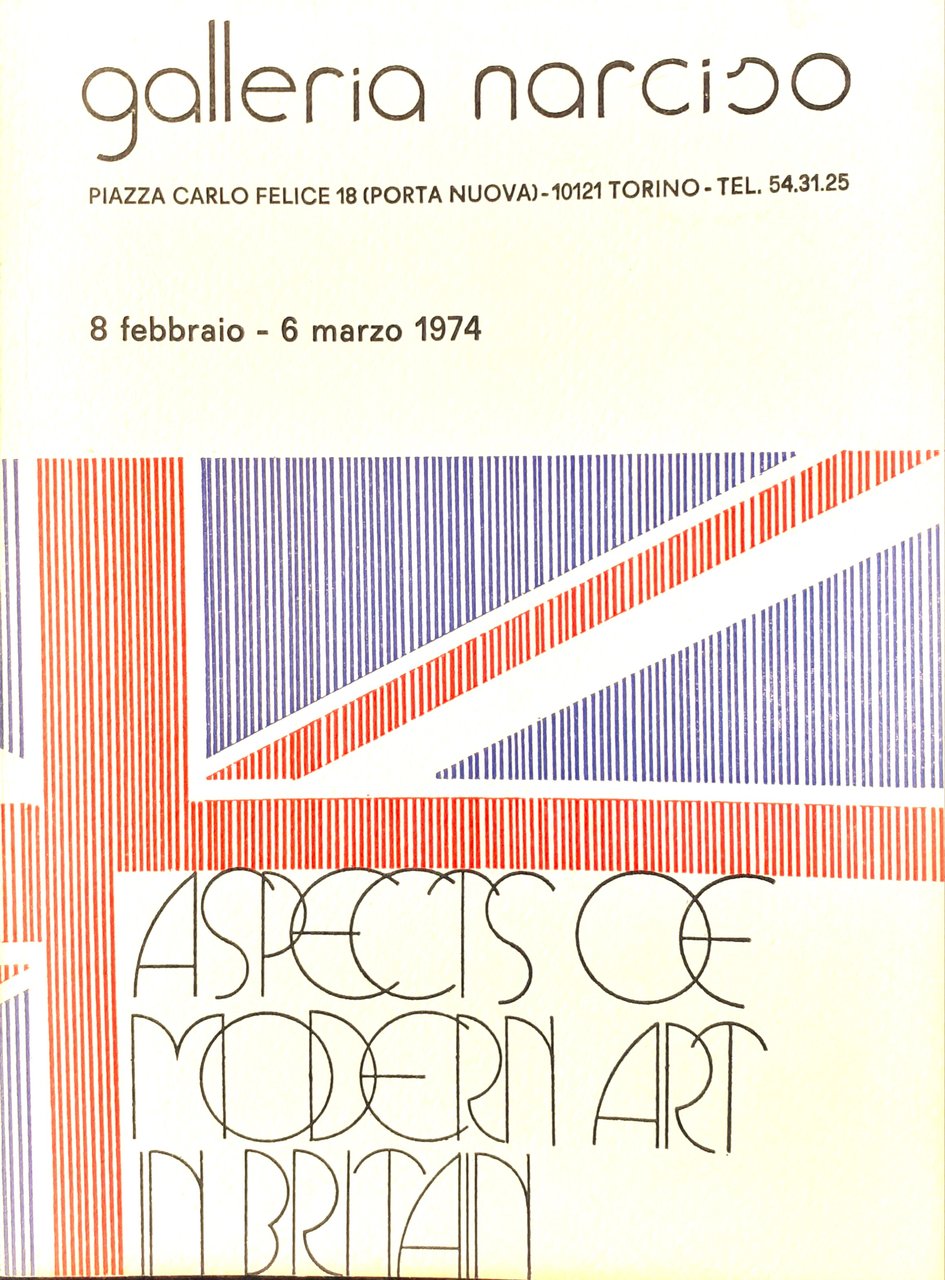 galleria narciso
PIAZZA CARLO FELICE 18 (PORTA NUOVA)-10121 TORINO-TEL. 54.31.25
8 febbraio - 6 marzo 1974
ASPECTS OE
MODERN ART
IN BRITAIN